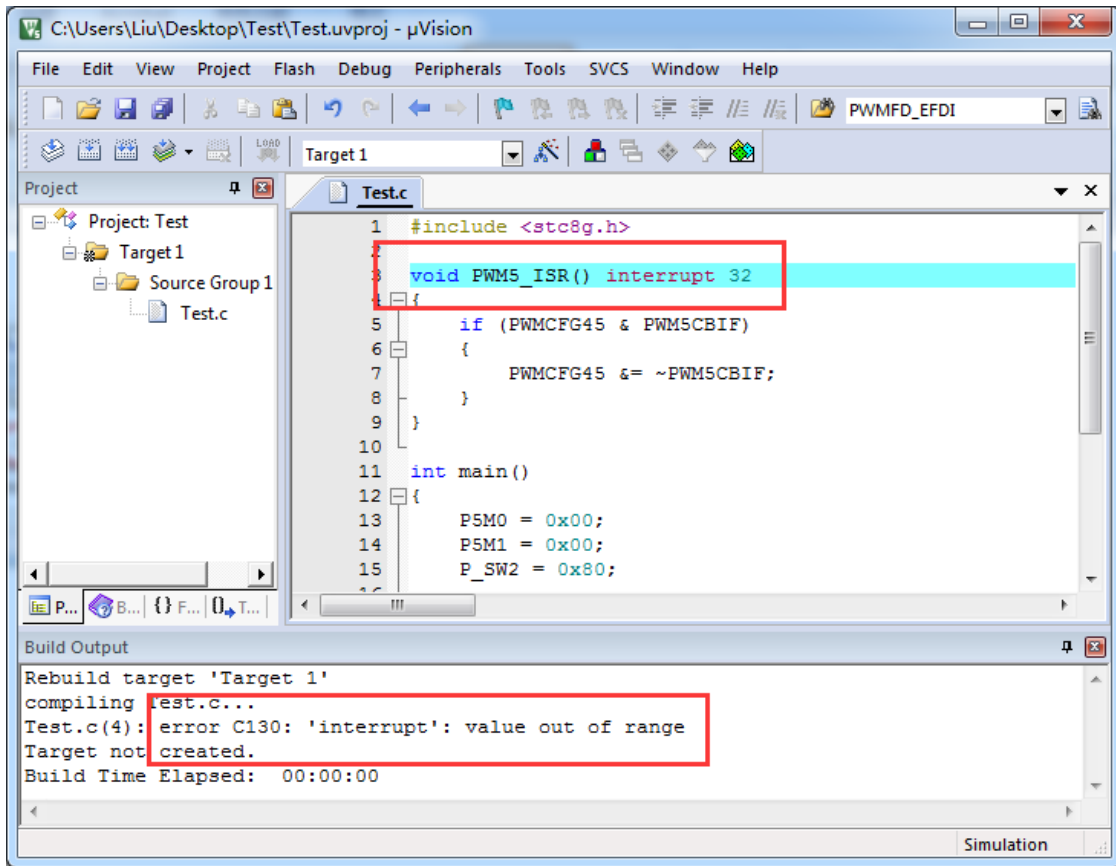 C:\Users\Liu\Desktop\Test\Test.uvproj - µVision
File Edit View Project Flash Debug Peripherals Tools SVCS Window Help
PWMFD_EFDI
LOAD Target 1
Project
Test.c
Project: Test
Target 1
Source Group 1
Test.c
1 #include <stc8g.h>
2
3 void PWM5_ISR() interrupt 32
4 {
5 if (PWMCFG45 & PWM5CBIF)
6 {
7 PWMCFG45 &= ~PWM5CBIF;
8 }
9 }
10
11 int main()
12 {
13 P5M0 = 0x00;
14 P5M1 = 0x00;
15 P_SW2 = 0x80;
P... B... {} F... 0 T...
Build Output
Rebuild target 'Target 1'
compiling Test.c...
Test.c(4): error C130: 'interrupt': value out of range
Target not created.
Build Time Elapsed: 00:00:00
Simulation